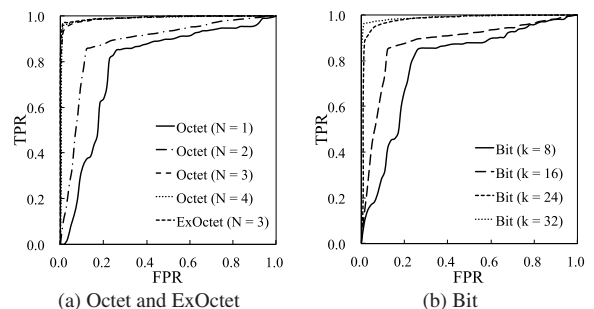 TPR
1.0
0.8
0.6
0.4
0.2
0.0
Octet (N = 1)
Octet (N = 2)
Octet (N = 3)
Octet (N = 4)
ExOctet (N = 3)
0.0 0.2 0.4 0.6 0.8 1.0
FPR
(a) Octet and ExOctet
TPR
1.0
0.8
0.6
0.4
0.2
0.0
Bit (k = 8)
Bit (k = 16)
Bit (k = 24)
Bit (k = 32)
0.0 0.2 0.4 0.6 0.8 1.0
FPR
(b) Bit